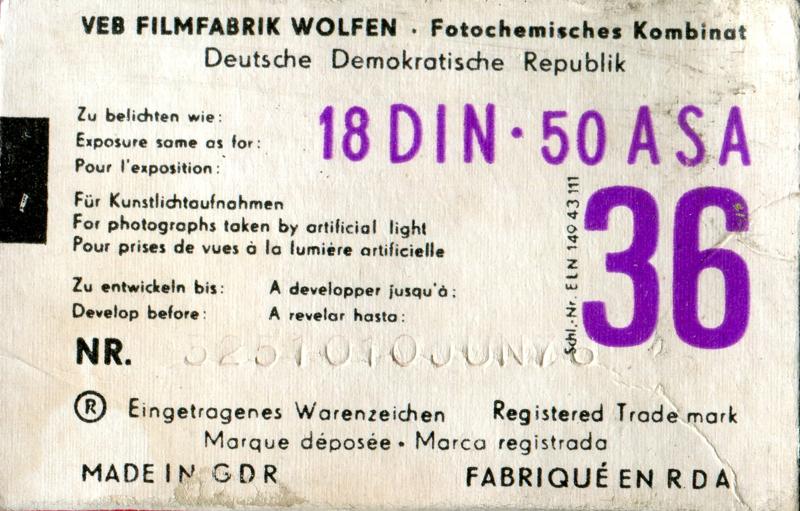 VEB FILMFABRIK WOLFEN · Fotochemisches Kombinat
Deutsche Demokratische Republik
Zu belichten wie:
Exposure same as for:
Pour l'exposition:
18 DIN · 50 ASA
Für Kunstlichtaufnahmen
For photographs taken by artificial light
Pour prises de vues à la lumière artificielle
36
Schl.-Nr. ELN 149 43 111
Zu entwickeln bis: A developper jusqu'à:
Develop before: A revelar hasta:
NR. 3251010JUN78
® Eingetragenes Warenzeichen Registered Trade mark
Marque déposée • Marca registrada
MADE IN GDR FABRIQUÉ EN RDA